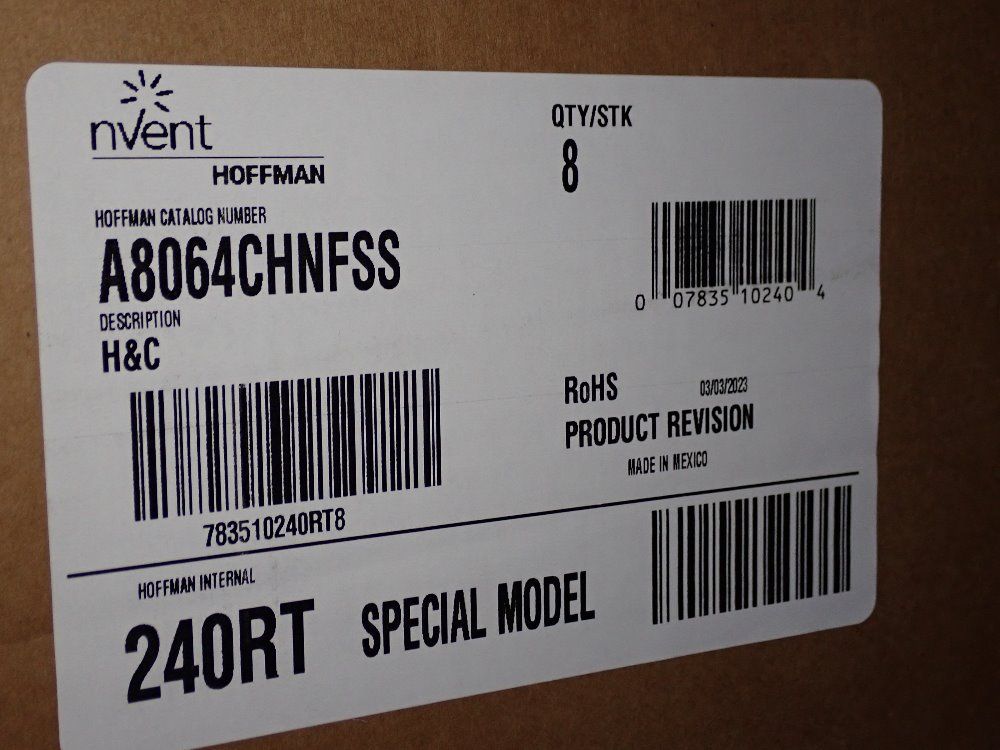 nVent
HOFFMAN
QTY/STK
8
HOFFMAN CATALOG NUMBER
A8064CHNFSS
DESCRIPTION
H&C
0 07835 10240 4
783510240RT8
RoHS 03/03/2023
PRODUCT REVISION
MADE IN MEXICO
HOFFMAN INTERNAL
240RT SPECIAL MODEL